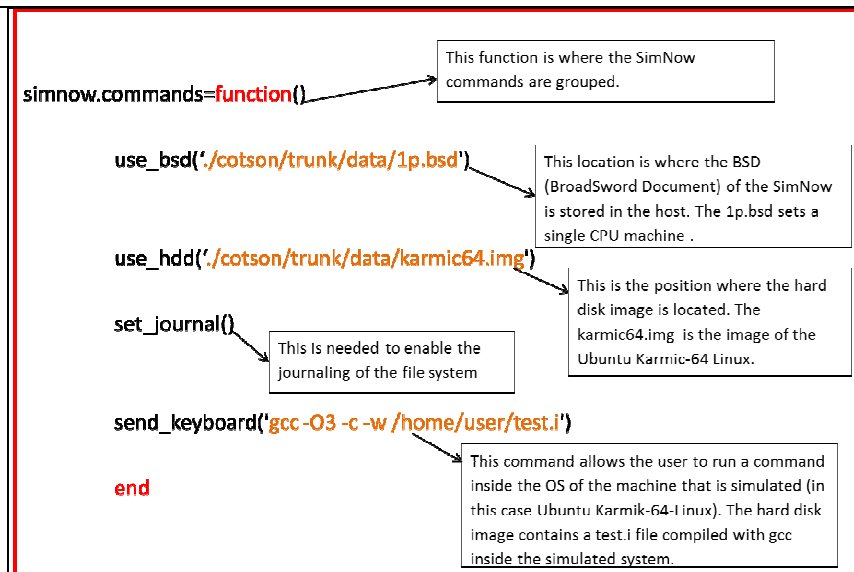 This function is where the SimNow
commands are grouped.
simnow.commands=function()
use_bsd('./cotson/trunk/data/1p.bsd')
This location is where the BSD
(BroadSword Document) of the SimNow
is stored in the host. The 1p.bsd sets a
single CPU machine .
use_hdd('./cotson/trunk/data/karmic64.img')
This is the position where the hard
disk image is located. The
karmic64.img is the image of the
Ubuntu Karmic-64 Linux.
set_journal()
This is needed to enable the
journaling of the file system
send_keyboard('gcc -O3 -c -w /home/user/test.i')
This command allows the user to run a command
inside the OS of the machine that is simulated (in
this case Ubuntu Karmik-64-Linux). The hard disk
image contains a test.i file compiled with gcc
inside the simulated system.
end